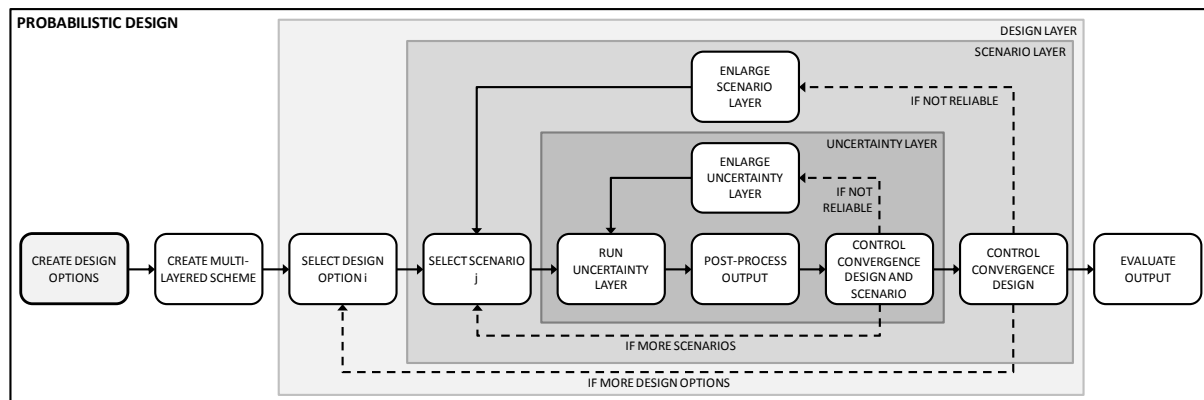 PROBABILISTIC DESIGN
DESIGN LAYER
SCENARIO LAYER
ENLARGE
SCENARIO
LAYER
IF NOT RELIABLE
UNCERTAINTY LAYER
ENLARGE
UNCERTAINTY
LAYER
IF NOT
RELIABLE
CREATE DESIGN
OPTIONS
CREATE MULTI-
LAYERED SCHEME
SELECT DESIGN
OPTION i
SELECT SCENARIO
j
RUN
UNCERTAINTY
LAYER
POST-PROCESS
OUTPUT
CONTROL
CONVERGENCE
DESIGN AND
SCENARIO
CONTROL
CONVERGENCE
DESIGN
EVALUATE
OUTPUT
IF MORE SCENARIOS
IF MORE DESIGN OPTIONS